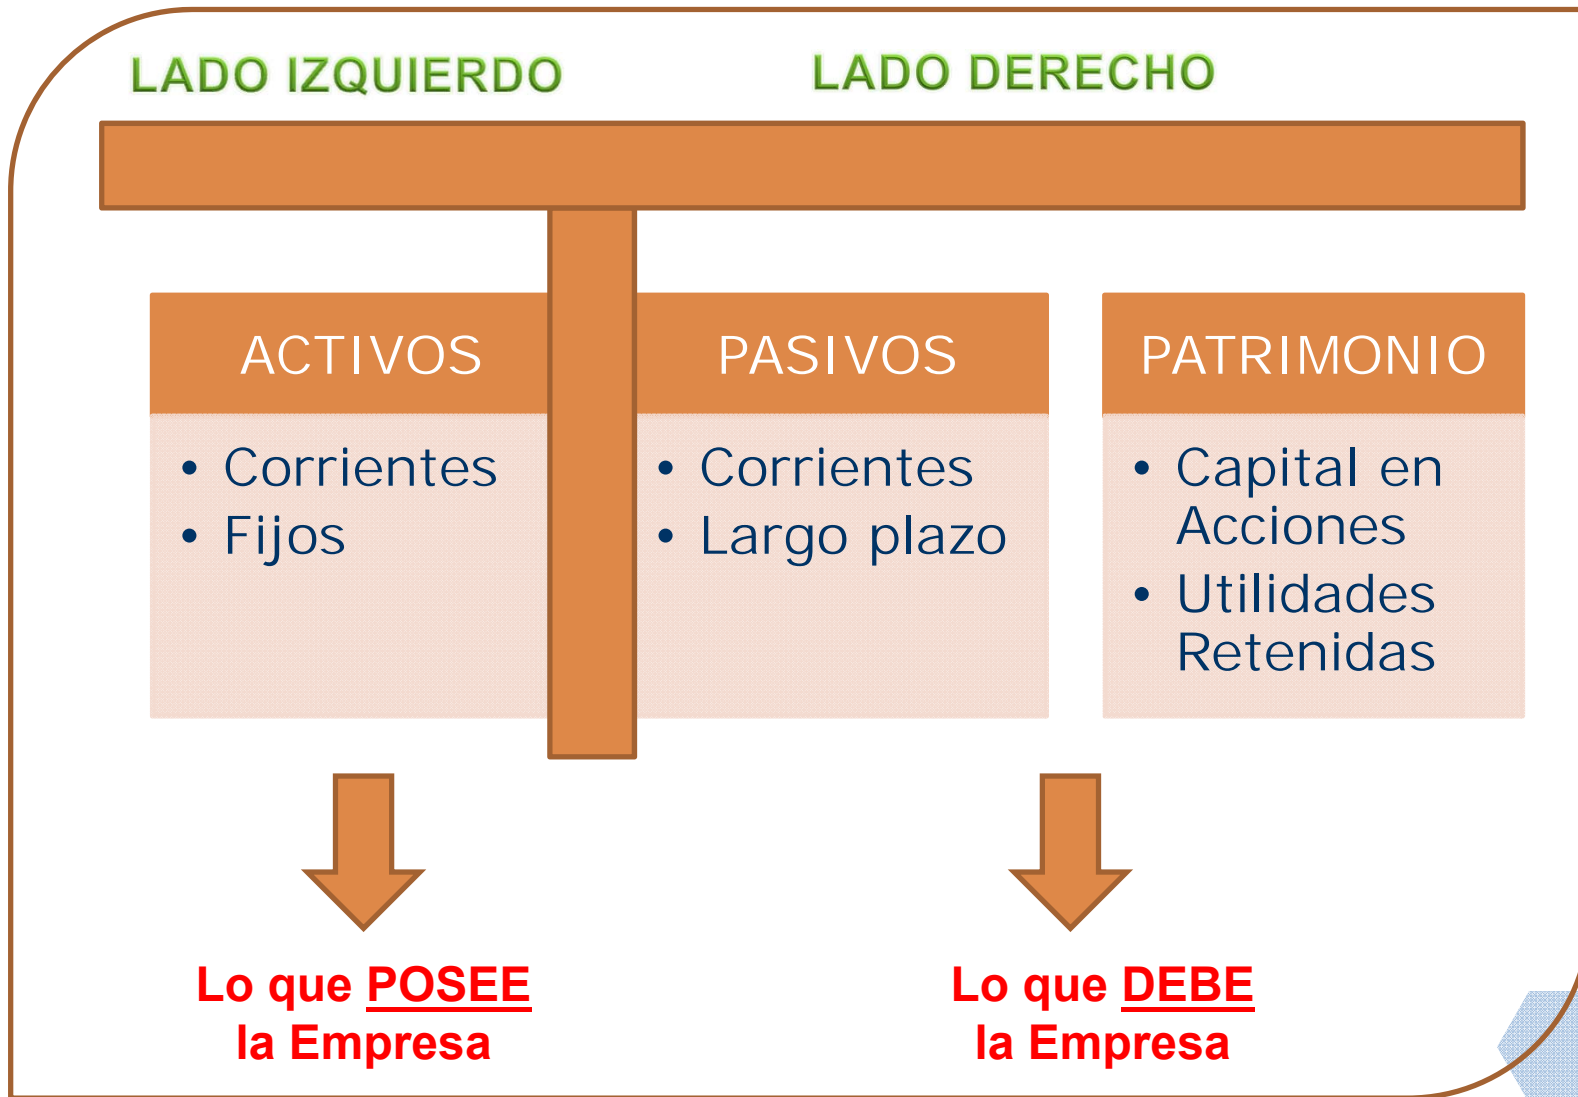 LADO IZQUIERDO
LADO DERECHO
ACTIVOS
• Corrientes
• Fijos
PASIVOS
• Corrientes
• Largo plazo
PATRIMONIO
• Capital en
Acciones
• Utilidades
Retenidas
Lo que POSEE
la Empresa
Lo que DEBE
la Empresa